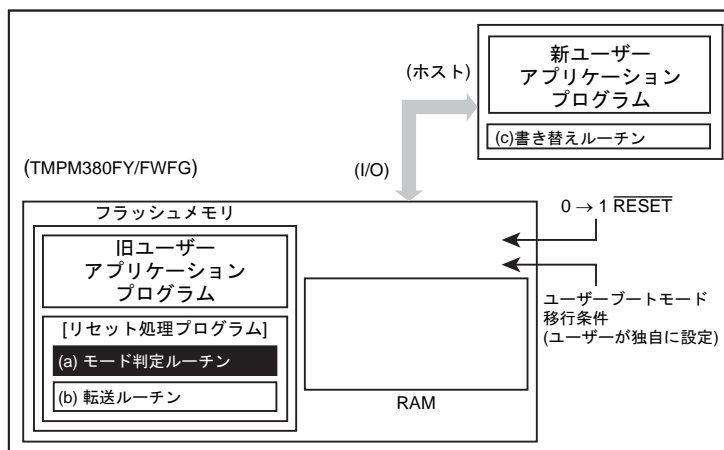 新ユーザー
アプリケーション
プログラム
(ホスト)
(c)書き替えルーチン
(TMPM380FY/FWFG)
(I/O)
フラッシュメモリ
0 → 1 RESET
旧ユーザー
アプリケーション
プログラム
ユーザーブートモード
移行条件
(ユーザーが独自に設定)
[リセット処理プログラム]
(a) モード判定ルーチン
(b) 転送ルーチン
RAM